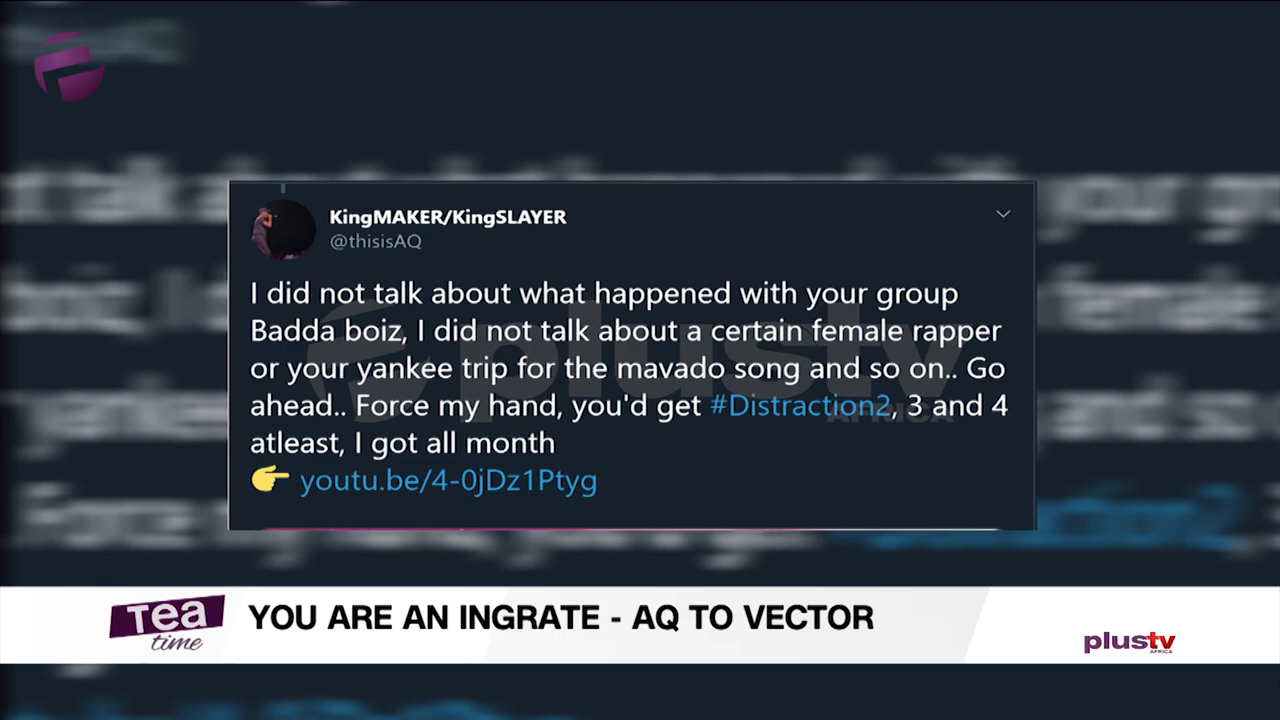 KingMAKER/KingSLAYER
@thisisAQ
I did not talk about what happened with your group
Badda boiz, I did not talk about a certain female rapper
or your yankee trip for the mavado song and so on.. Go
ahead.. Force my hand, you'd get #Distraction2, 3 and 4
atleast, I got all month
👉 youtu.be/4-0jDz1Ptyg
plustv
AFRICA
Tea
time
YOU ARE AN INGRATE - AQ TO VECTOR
plustv
AFRICA